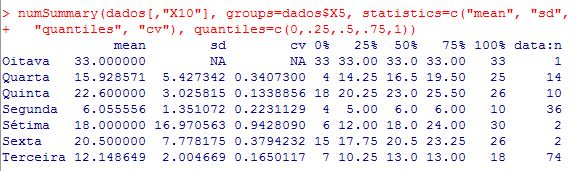 > numSummary(dados[,"X10"], groups=dados$X5, statistics=c("mean", "sd",
+   "quantiles", "cv"), quantiles=c(0,.25,.5,.75,1))
               mean        sd        cv 0%   25%  50%   75% 100% data:n
Oitava    33.000000        NA        NA 33 33.00 33.0 33.00   33      1
Quarta    15.928571  5.427342 0.3407300  4 14.25 16.5 19.50   25     14
Quinta    22.600000  3.025815 0.1338856 18 20.25 23.0 25.50   26     10
Segunda    6.055556  1.351072 0.2231129  4  5.00  6.0  6.00   10     36
Sétima    18.000000 16.970563 0.9428090  6 12.00 18.0 24.00   30      2
Sexta     20.500000  7.778175 0.3794232 15 17.75 20.5 23.25   26      2
Terceira  12.148649  2.004669 0.1650117  7 10.25 13.0 13.00   18     74